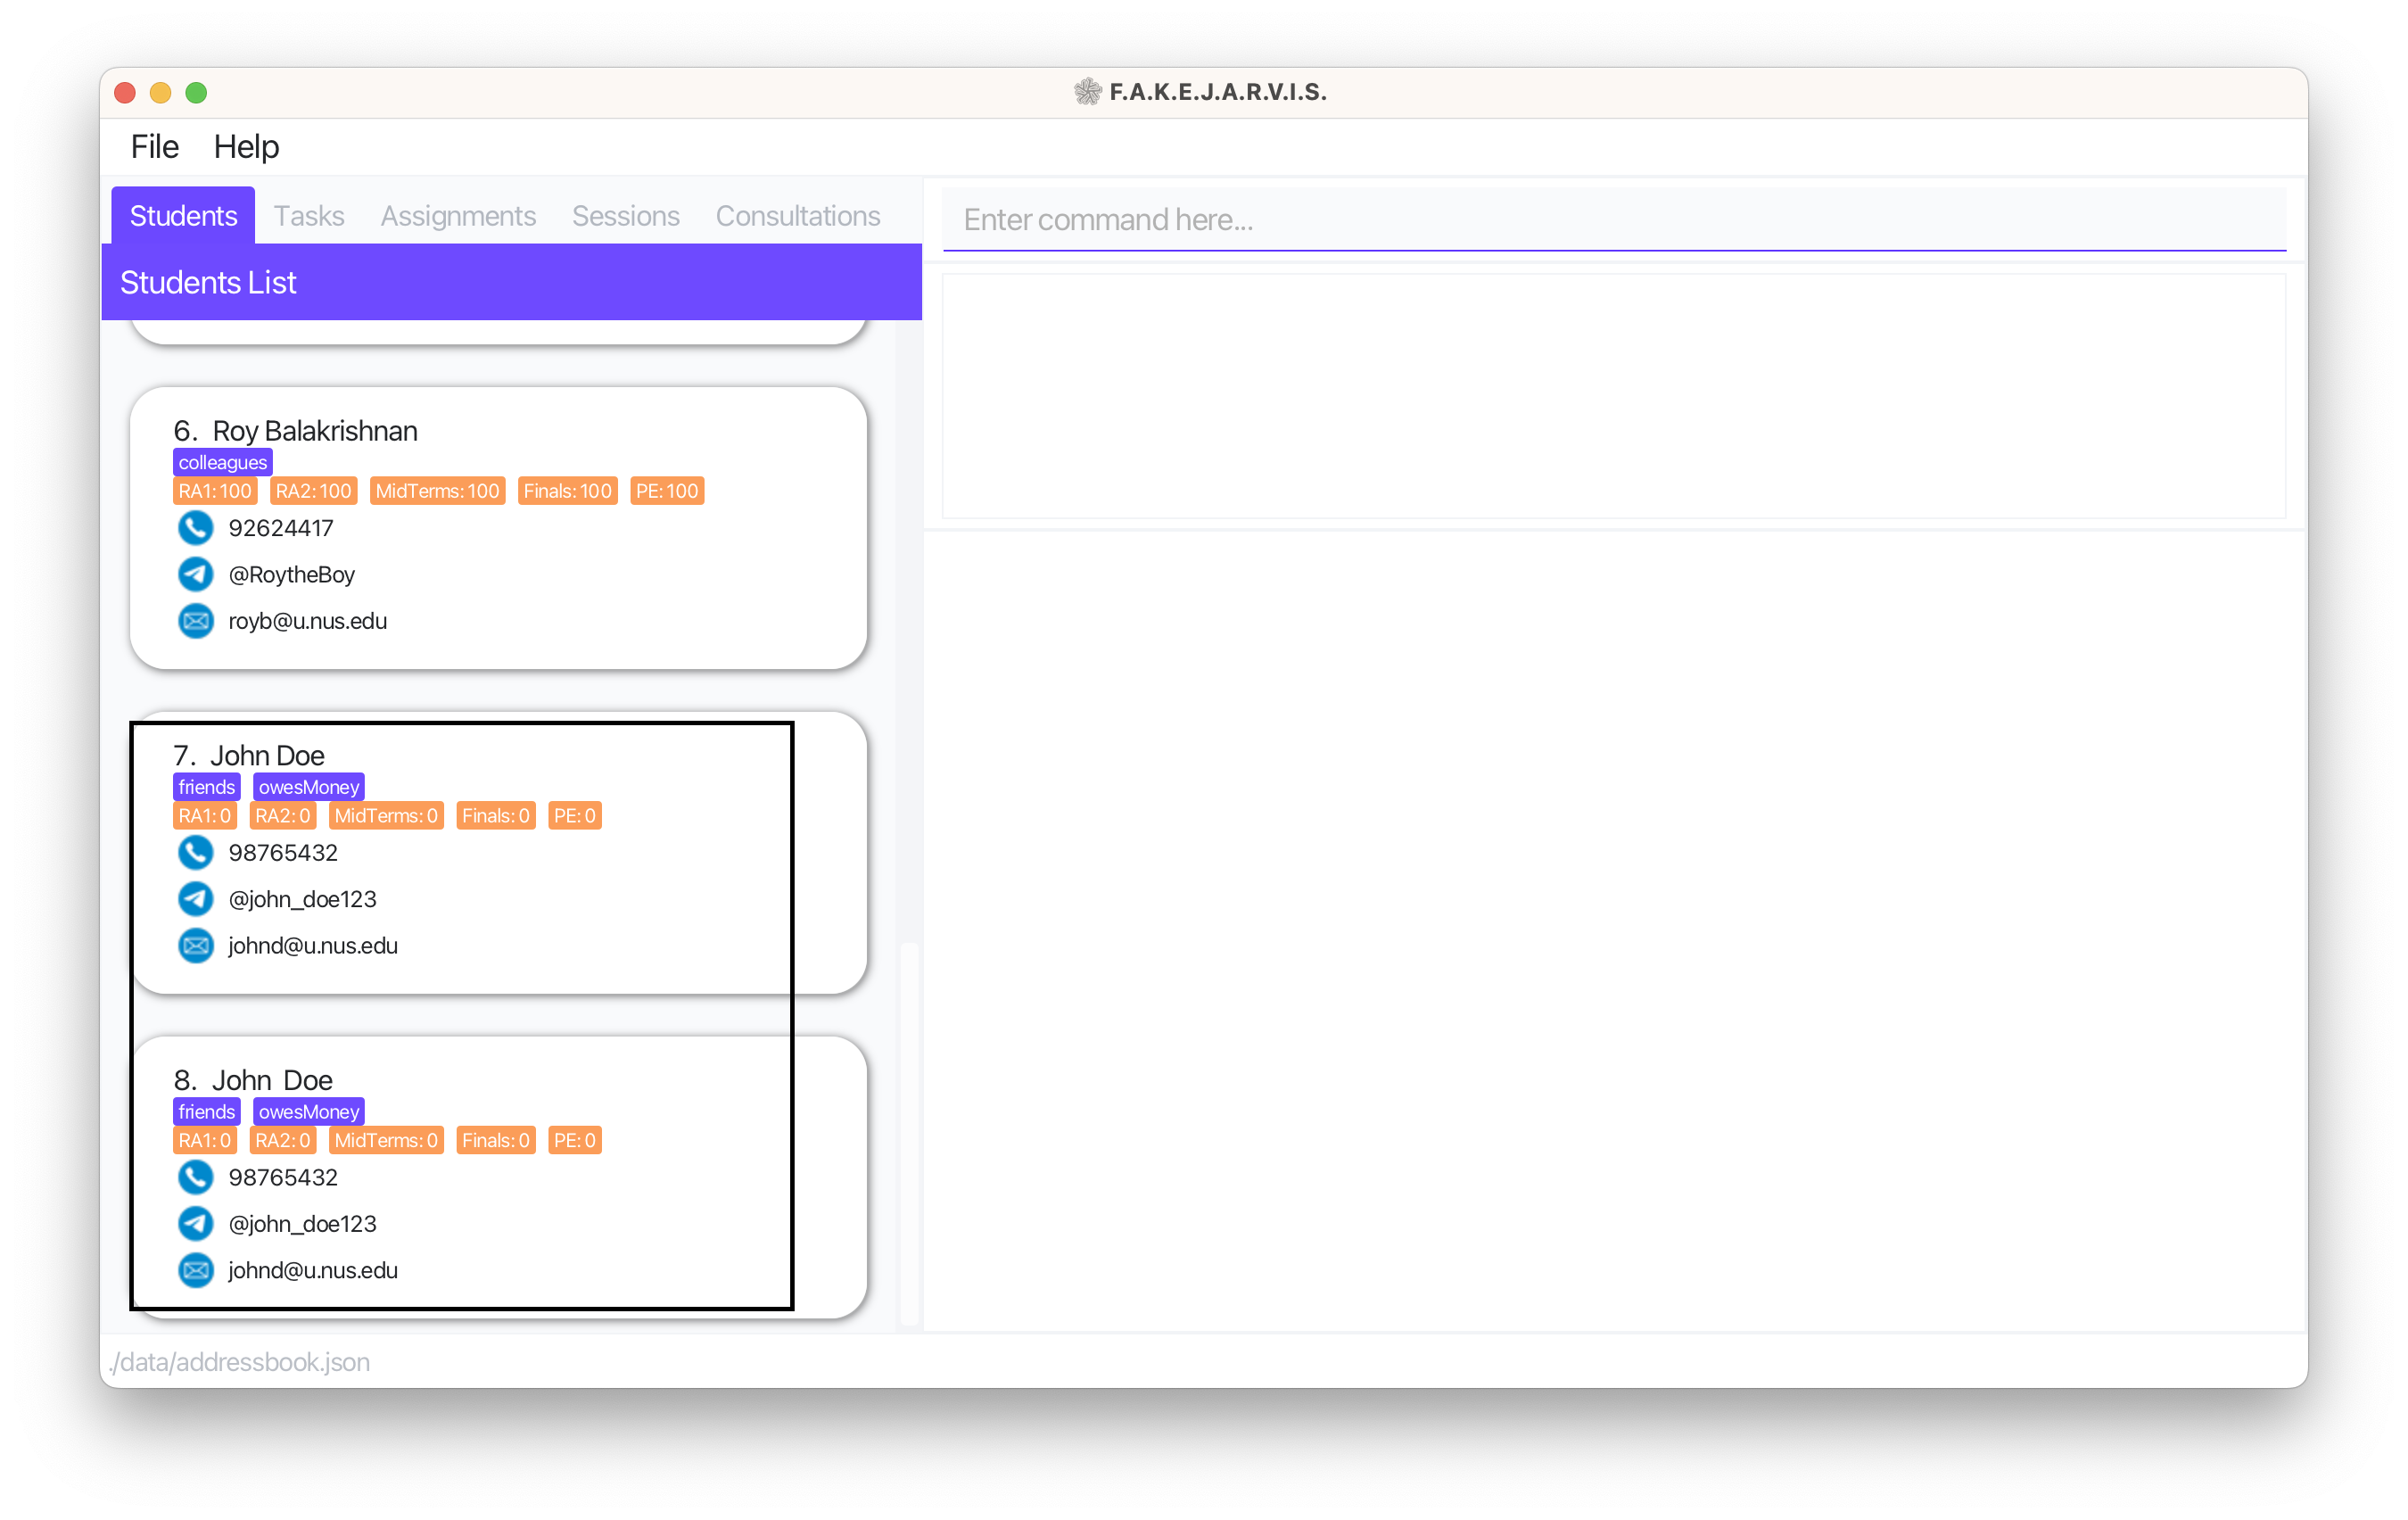 F.A.K.E.J.A.R.V.I.S.
File Help
Students Tasks Assignments Sessions Consultations
Enter command here...
Students List
6. Roy Balakrishnan
colleagues
RA1: 100 RA2: 100 MidTerms: 100 Finals: 100 PE: 100
92624417
@RoytheBoy
royb@u.nus.edu
7. John Doe
friends owesMoney
RA1: 0 RA2: 0 MidTerms: 0 Finals: 0 PE: 0
98765432
@john_doe123
johnd@u.nus.edu
8. John  Doe
friends owesMoney
RA1: 0 RA2: 0 MidTerms: 0 Finals: 0 PE: 0
98765432
@john_doe123
johnd@u.nus.edu
./data/addressbook.json